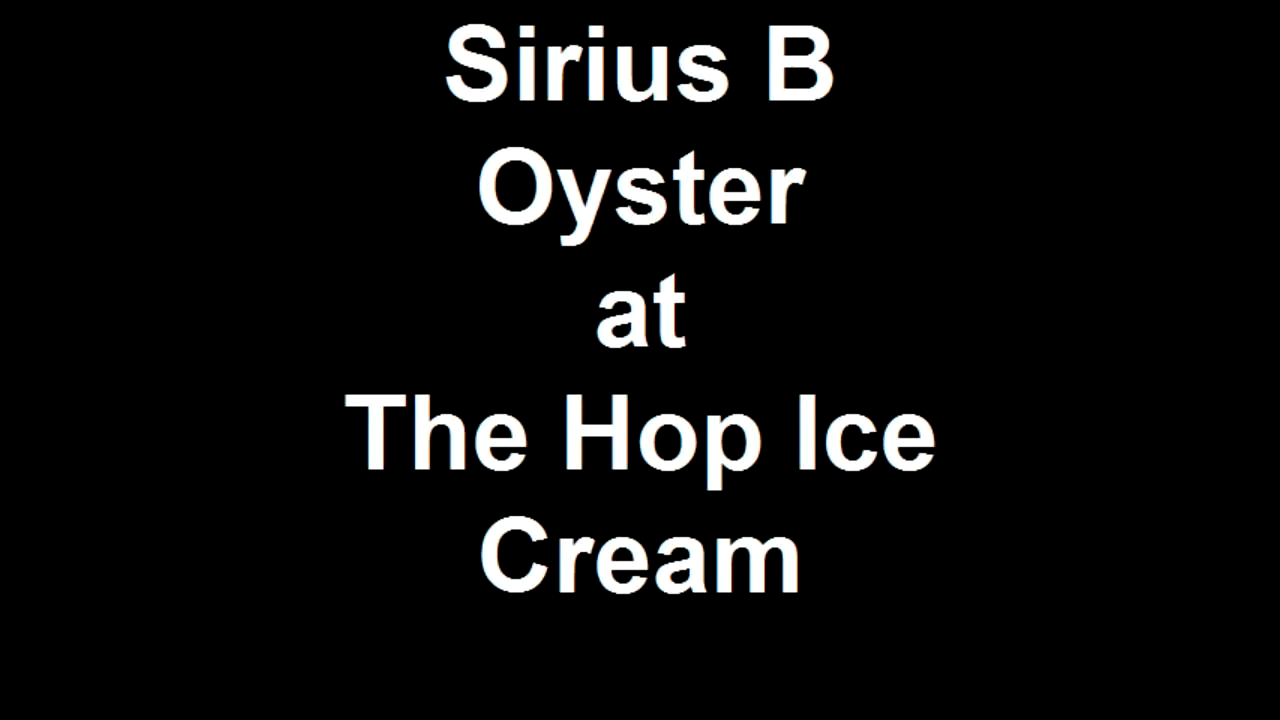 Sirius B
Oyster
at
The Hop Ice
Cream